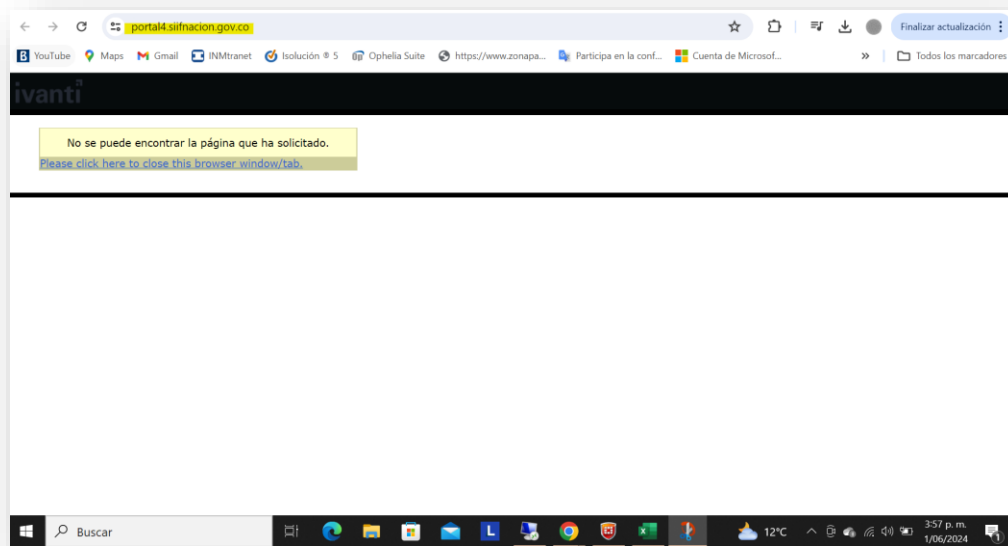 portal4.siifnacion.gov.co
Finalizar actualización
YouTube Maps Gmail INMtranet Isolución ® 5 Ophelia Suite https://www.zonapa... Participa en la conf... Cuenta de Microsof... » Todos los marcadores
ivanti
No se puede encontrar la página que ha solicitado.
Please click here to close this browser window/tab.
Buscar
L
12°C
3:57 p. m.
1/06/2024